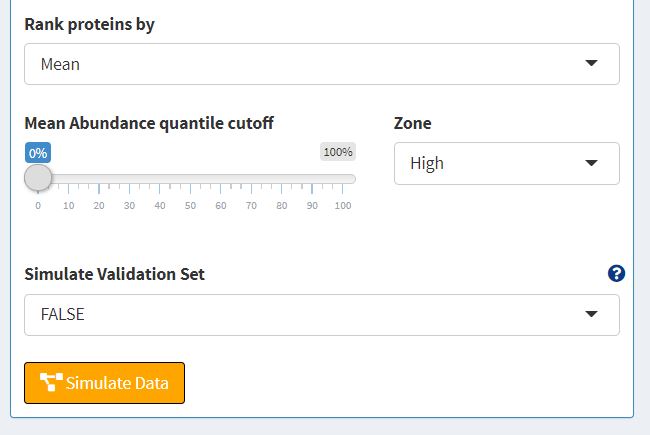 Rank proteins by
Mean
Mean Abundance quantile cutoff
Zone
0%
100%
High
0 10 20 30 40 50 60 70 80 90 100
Simulate Validation Set
?
FALSE
Simulate Data